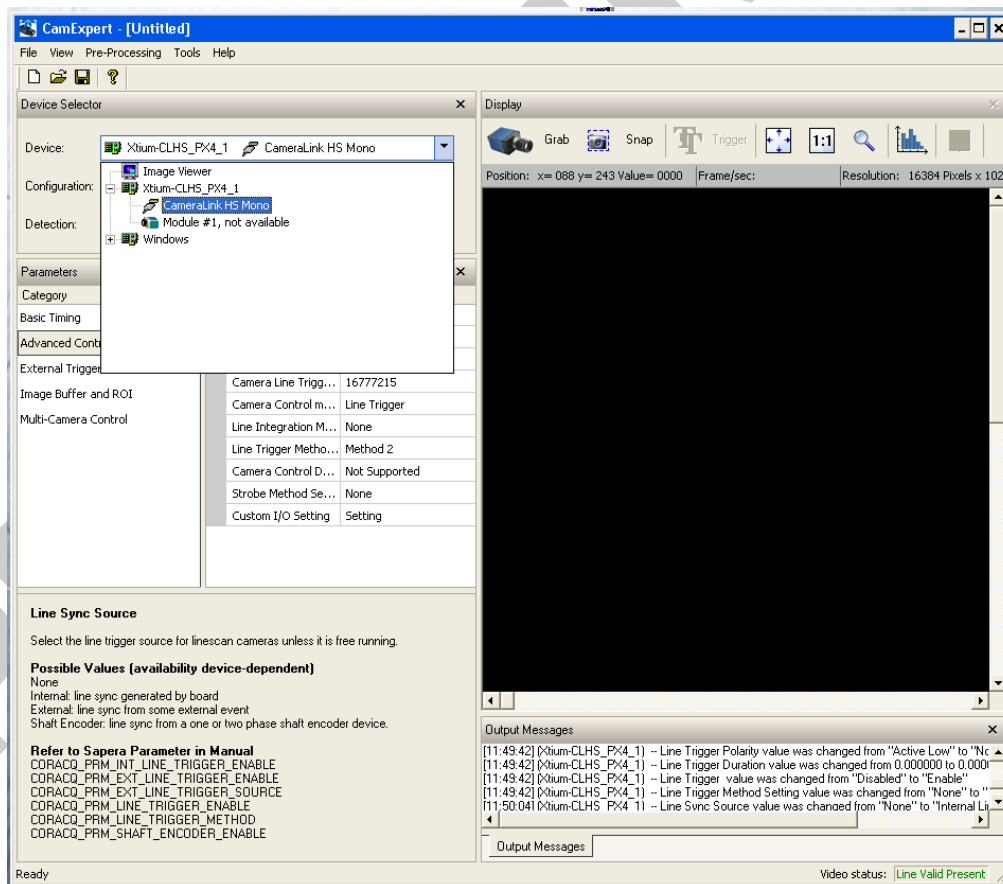 CamExpert - [Untitled]
File View Pre-Processing Tools Help
Device Selector
Device: Xtium-CLHS_PX4_1 CameraLink HS Mono
Configuration:
Detection:
Image Viewer
Xtium-CLHS_PX4_1
CameraLink HS Mono
Module #1, not available
Windows
Parameters
Category
Basic Timing
Advanced Cont
External Trigger
Image Buffer and ROI
Multi-Camera Control
Camera Line Trigg... 16777215
Camera Control m... Line Trigger
Line Integration M... None
Line Trigger Metho... Method 2
Camera Control D... Not Supported
Strobe Method Se... None
Custom I/O Setting Setting
Line Sync Source
Select the line trigger source for linescan cameras unless it is free running.
Possible Values (availability device-dependent)
None
Internal: line sync generated by board
External: line sync from some external event
Shaft Encoder: line sync from a one or two phase shaft encoder device.
Refer to Sapera Parameter in Manual
CORACQ_PRM_INT_LINE_TRIGGER_ENABLE
CORACQ_PRM_EXT_LINE_TRIGGER_ENABLE
CORACQ_PRM_EXT_LINE_TRIGGER_SOURCE
CORACQ_PRM_LINE_TRIGGER_ENABLE
CORACQ_PRM_LINE_TRIGGER_METHOD
CORACQ_PRM_SHAFT_ENCODER_ENABLE
Display
Grab Snap Trigger 1:1
Position: x= 088 y= 243 Value= 0000 Frame/sec: Resolution: 16384 Pixels x 102
Output Messages
[11:49:42] (Xtium-CLHS_PX4_1) -- Line Trigger Polarity value was changed from "Active Low" to "Nc
[11:49:42] (Xtium-CLHS_PX4_1) -- Line Trigger Duration value was changed from 0.000000 to 0.000
[11:49:42] (Xtium-CLHS_PX4_1) -- Line Trigger value was changed from "Disabled" to "Enable"
[11:49:42] (Xtium-CLHS_PX4_1) -- Line Trigger Method Setting value was changed from "None" to "
[11:50:04] (Xtium-CLHS_PX4_1) -- Line Sync Source value was changed from "None" to "Internal Li
Output Messages
Ready
Video status: Line Valid Present